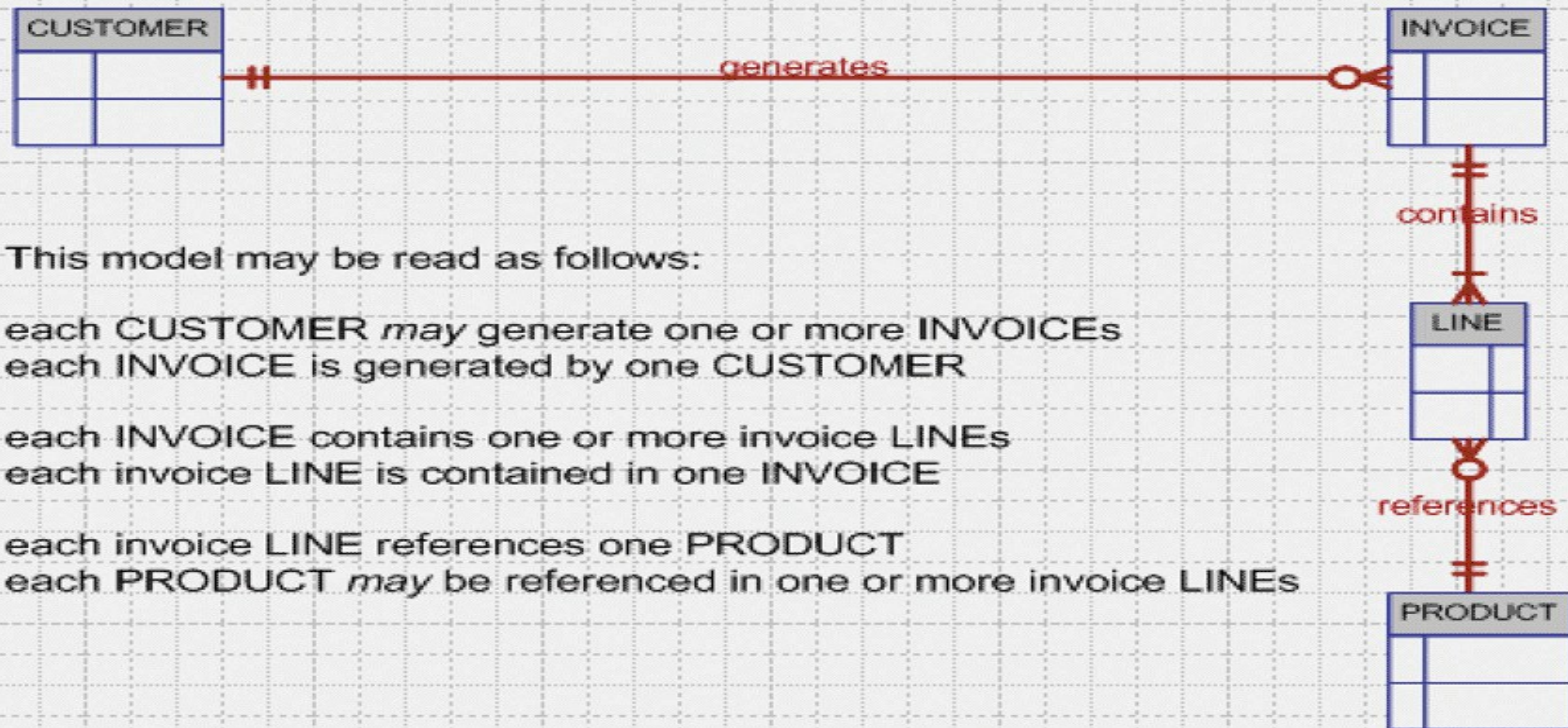 CUSTOMER
INVOICE
generates
contains
This model may be read as follows:
each CUSTOMER may generate one or more INVOICEs
each INVOICE is generated by one CUSTOMER
LINE
each INVOICE contains one or more invoice LINEs
each invoice LINE is contained in one INVOICE
references
each invoice LINE references one PRODUCT
each PRODUCT may be referenced in one or more invoice LINEs
PRODUCT